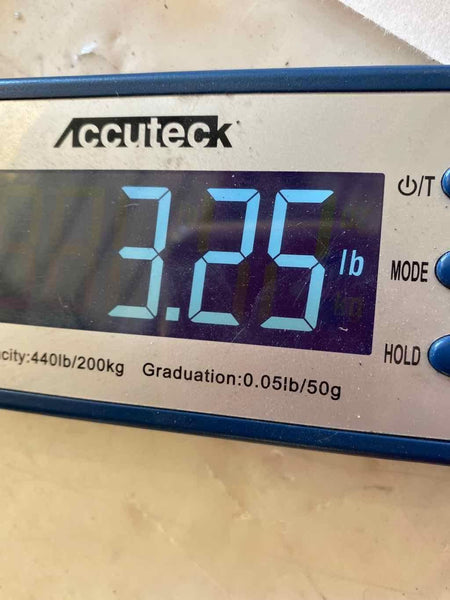 Accuteck
⏻/T
3.25 lb
MODE
HOLD
city:440lb/200kg Graduation:0.05lb/50g